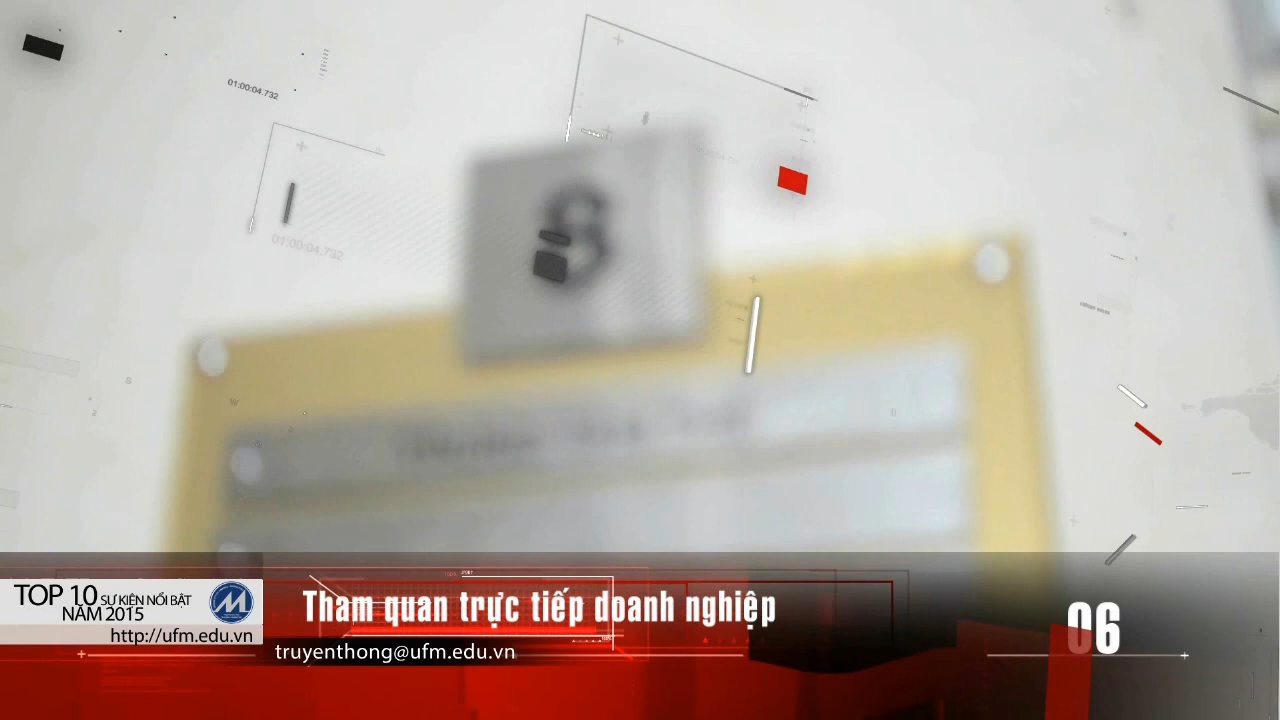 01:00:04.732
01:00:04.732
8
TOP 10 SỰ KIỆN NỔI BẬT
NĂM 2015
http://ufm.edu.vn
Tham quan trực tiếp doanh nghiệp
truyenthong@ufm.edu.vn
06